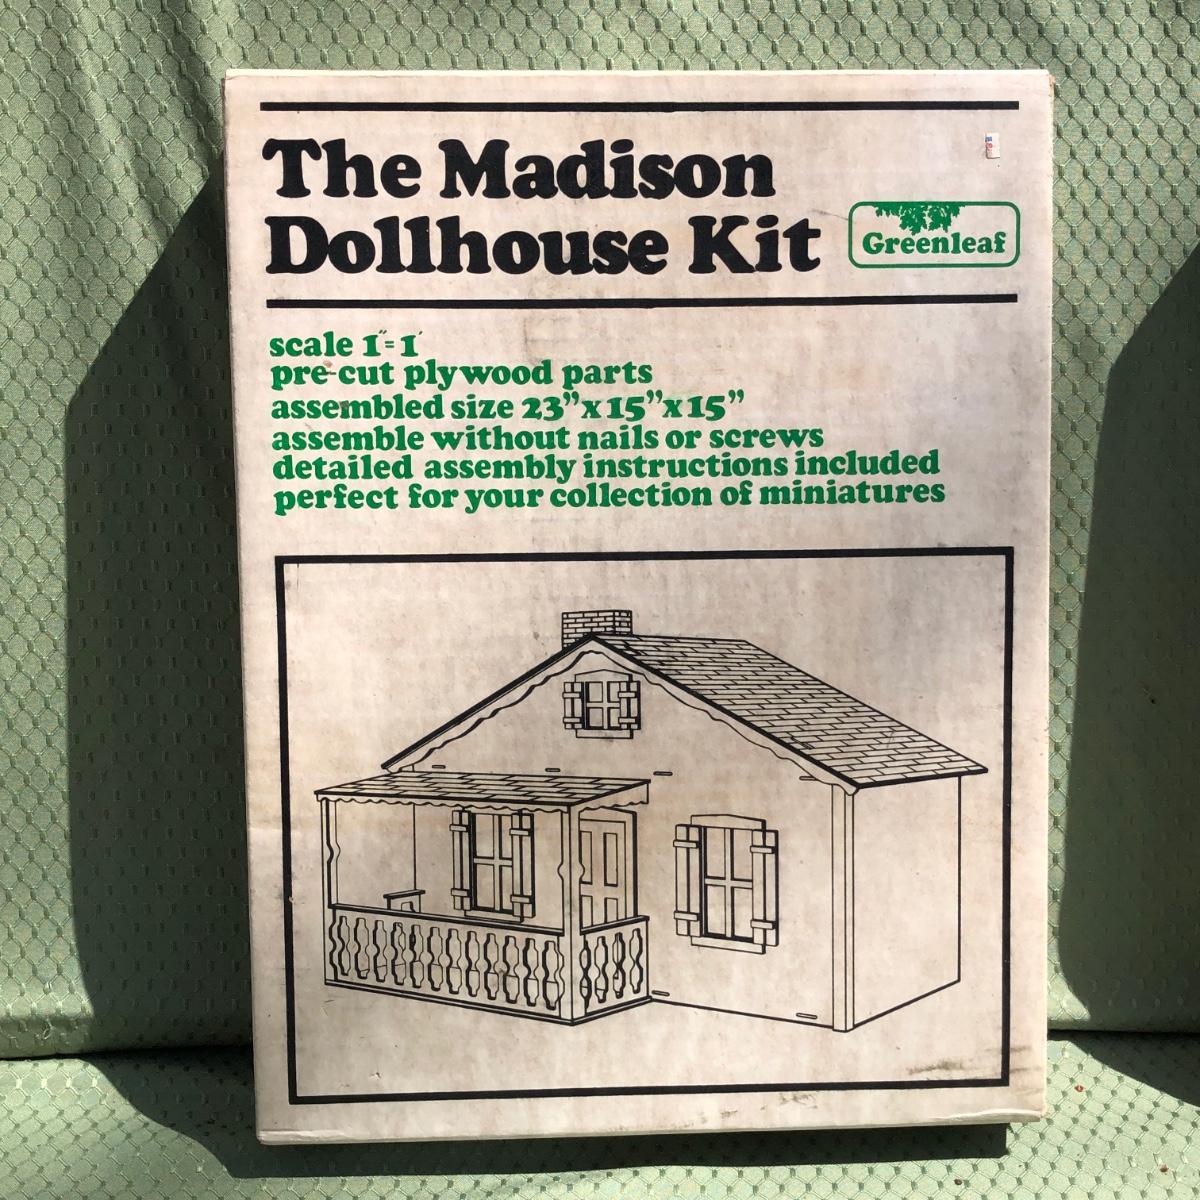 The Madison
Dollhouse Kit
Greenleaf
scale 1"=1'
pre-cut plywood parts
assembled size 23"x15"x15"
assemble without nails or screws
detailed assembly instructions included
perfect for your collection of miniatures